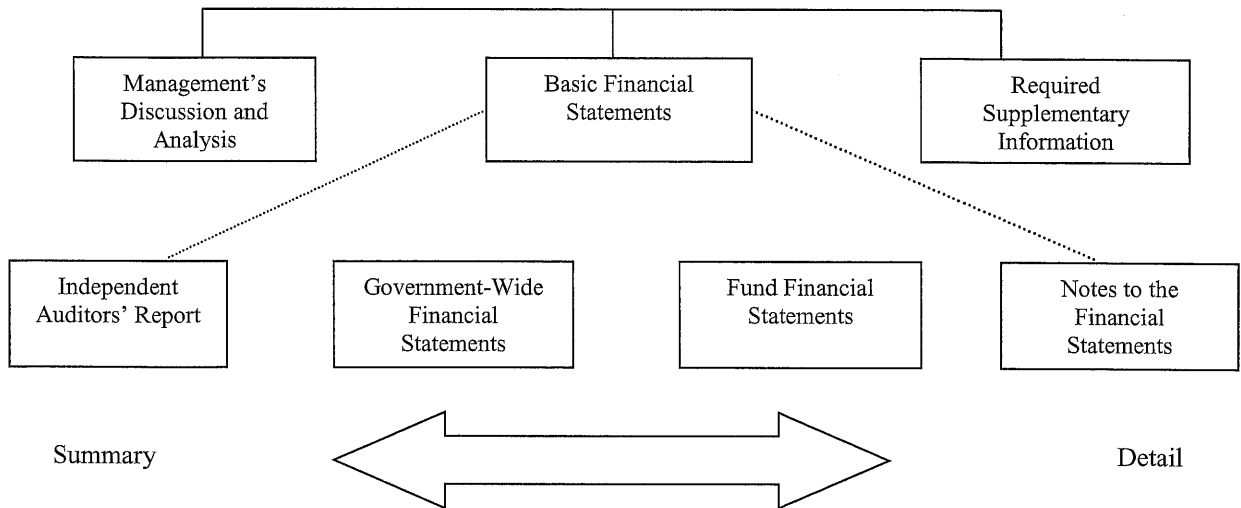 Management's
Discussion and
Analysis
Basic Financial
Statements
Required
Supplementary
Information
Independent
Auditors' Report
Government-Wide
Financial
Statements
Fund Financial
Statements
Notes to the
Financial
Statements
Summary
Detail